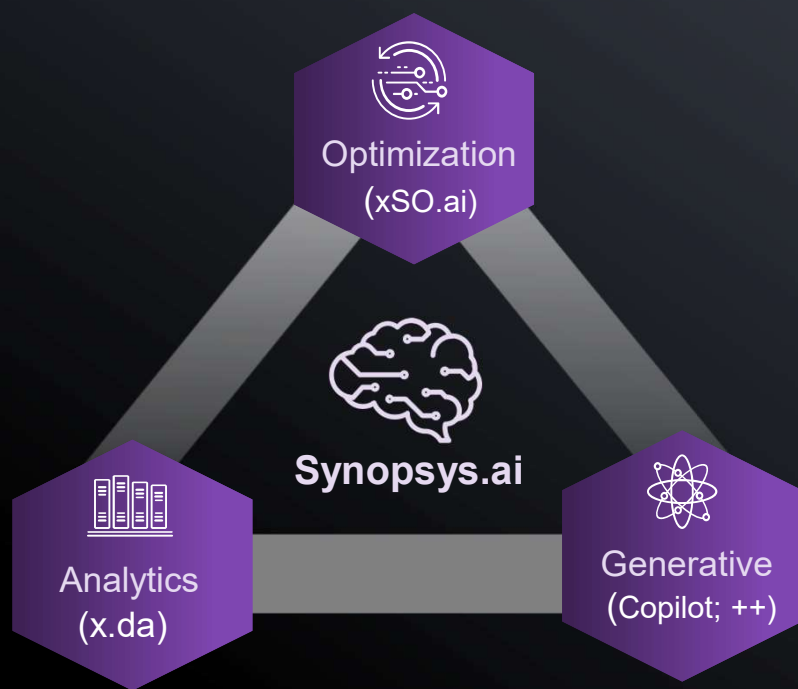 Optimization
(xSO.ai)
Synopsys.ai
Analytics
(x.da)
Generative
(Copilot; ++)